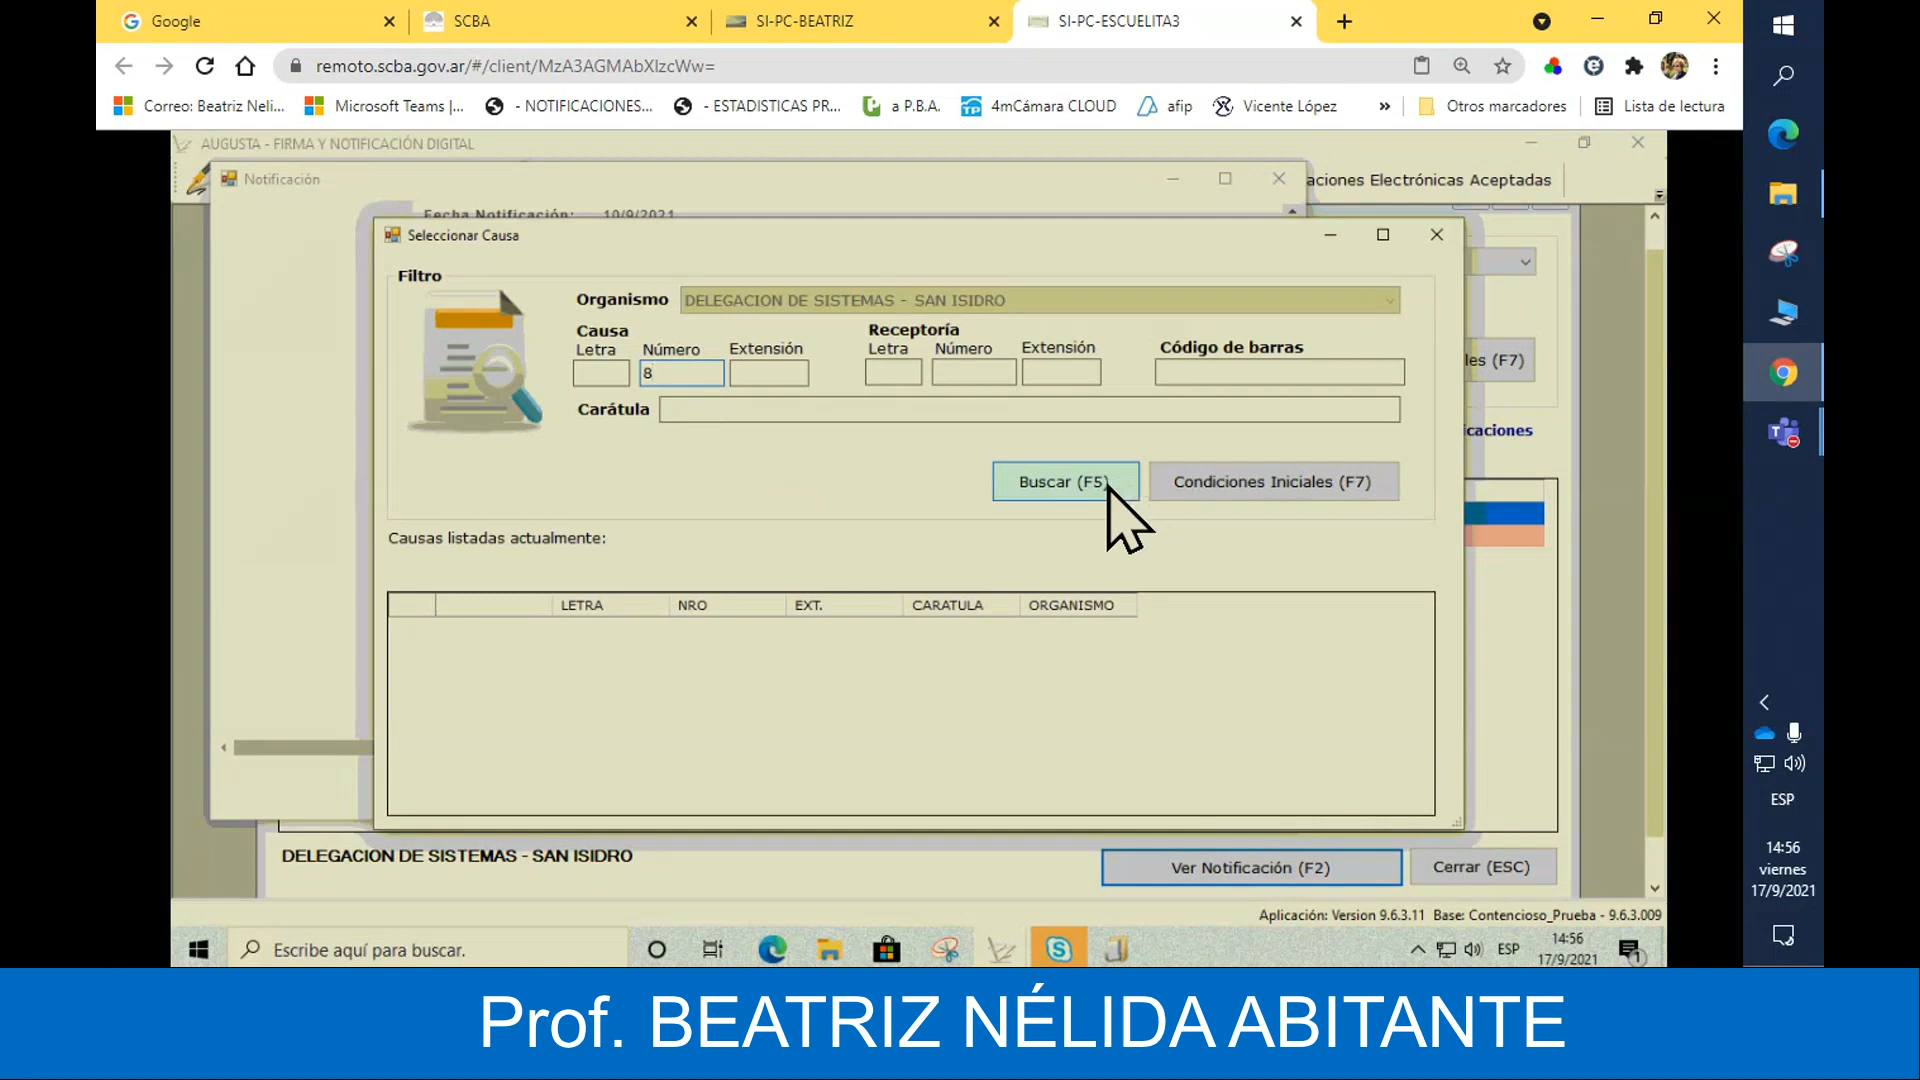 Google
SCBA
SI-PC-BEATRIZ
SI-PC-ESCUELITA3
remoto.scba.gov.ar/#/client/MzA3AGMAbXlzcWw=
Correo: Beatriz Neli...
Microsoft Teams |...
- NOTIFICACIONES...
- ESTADISTICAS PR...
a P.B.A.
4mCámara CLOUD
afip
Vicente López
»
Otros marcadores
Lista de lectura
AUGUSTA - FIRMA Y NOTIFICACIÓN DIGITAL
Notificación
aciones Electrónicas Aceptadas
Fecha Notificación: 10/9/2021
Seleccionar Causa
Filtro
Organismo DELEGACION DE SISTEMAS - SAN ISIDRO
Causa
Receptoría
Letra Número Extensión
Letra Número Extensión
Código de barras
8
les (F7)
Carátula
icaciones
Buscar (F5)
Condiciones Iniciales (F7)
Causas listadas actualmente:
LETRA NRO EXT. CARATULA ORGANISMO
DELEGACION DE SISTEMAS - SAN ISIDRO
Ver Notificación (F2)
Cerrar (ESC)
Aplicación: Version 9.6.3.11 Base: Contencioso_Prueba - 9.6.3.009
Escribe aquí para buscar.
ESP
14:56
17/9/2021
1
ESP
14:56
viernes
17/9/2021
Prof. BEATRIZ NÉLIDA ABITANTE